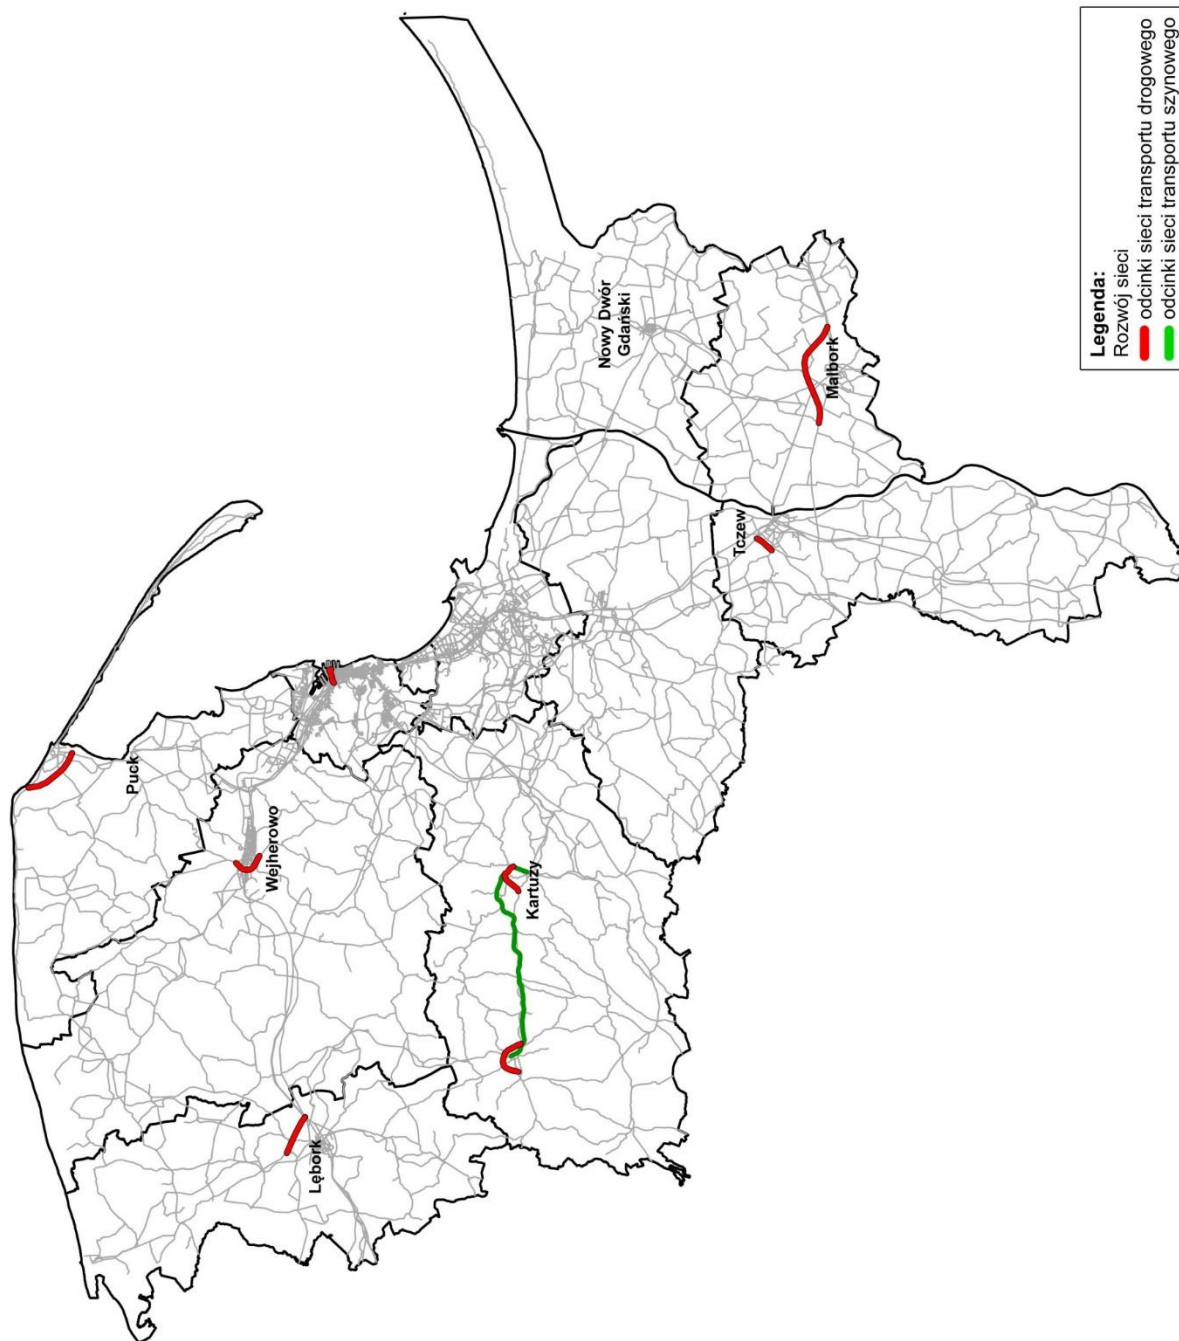 Puck
Wejherowo
Lębork
Kartuzy
Nowy Dwór
Gdański
Tczew
Malbork
Legenda:
Rozwój sieci
odcinki sieci transportu drogowego
odcinki sieci transportu szynowego